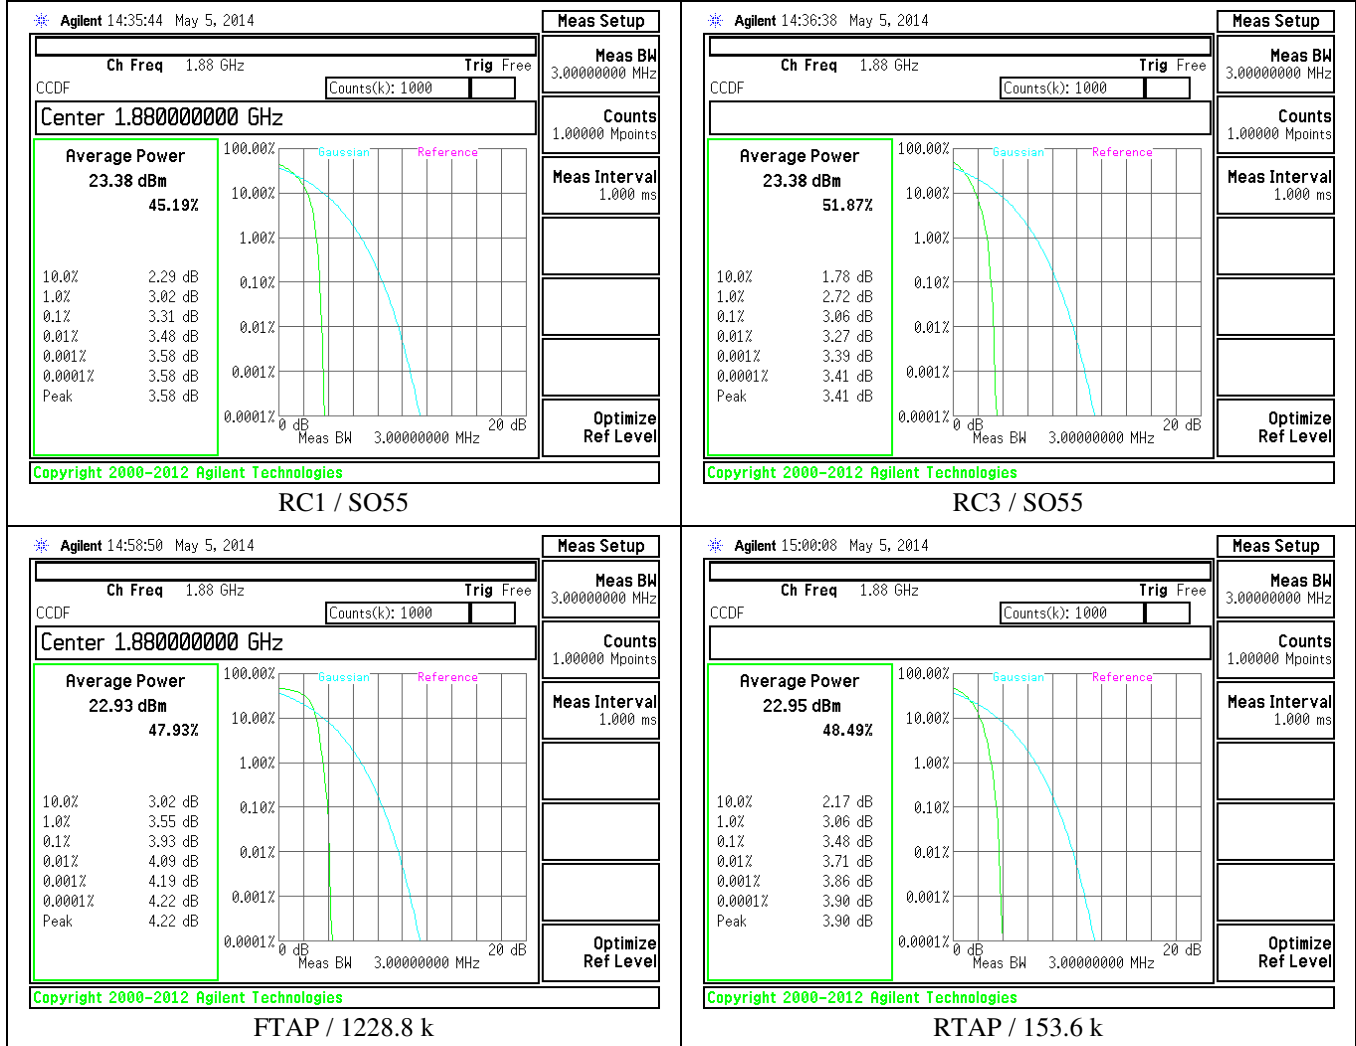 Agilent 14:35:44 May 5, 2014
Meas Setup
Ch Freq 1.88 GHz Trig Free
CCDF Counts(k): 1000
Center 1.880000000 GHz
Average Power
23.38 dBm
45.19%
10.0% 2.29 dB
1.0% 3.02 dB
0.1% 3.31 dB
0.01% 3.48 dB
0.001% 3.58 dB
0.0001% 3.58 dB
Peak 3.58 dB
Gaussian Reference
100.00%
10.00%
1.00%
0.10%
0.01%
0.001%
0.0001%
0 dB 20 dB
Meas BW 3.00000000 MHz
Meas BW
3.00000000 MHz
Counts
1.00000 Mpoints
Meas Interval
1.000 ms
Optimize
Ref Level
Copyright 2000-2012 Agilent Technologies
RC1 / SO55
Agilent 14:36:38 May 5, 2014
Meas Setup
Ch Freq 1.88 GHz Trig Free
CCDF Counts(k): 1000
Average Power
23.38 dBm
51.87%
10.0% 1.78 dB
1.0% 2.72 dB
0.1% 3.06 dB
0.01% 3.27 dB
0.001% 3.39 dB
0.0001% 3.41 dB
Peak 3.41 dB
Gaussian Reference
100.00%
10.00%
1.00%
0.10%
0.01%
0.001%
0.0001%
0 dB 20 dB
Meas BW 3.00000000 MHz
Meas BW
3.00000000 MHz
Counts
1.00000 Mpoints
Meas Interval
1.000 ms
Optimize
Ref Level
Copyright 2000-2012 Agilent Technologies
RC3 / SO55
Agilent 14:58:50 May 5, 2014
Meas Setup
Ch Freq 1.88 GHz Trig Free
CCDF Counts(k): 1000
Center 1.880000000 GHz
Average Power
22.93 dBm
47.93%
10.0% 3.02 dB
1.0% 3.55 dB
0.1% 3.93 dB
0.01% 4.09 dB
0.001% 4.19 dB
0.0001% 4.22 dB
Peak 4.22 dB
Gaussian Reference
100.00%
10.00%
1.00%
0.10%
0.01%
0.001%
0.0001%
0 dB 20 dB
Meas BW 3.00000000 MHz
Meas BW
3.00000000 MHz
Counts
1.00000 Mpoints
Meas Interval
1.000 ms
Optimize
Ref Level
Copyright 2000-2012 Agilent Technologies
FTAP / 1228.8 k
Agilent 15:00:08 May 5, 2014
Meas Setup
Ch Freq 1.88 GHz Trig Free
CCDF Counts(k): 1000
Average Power
22.95 dBm
48.49%
10.0% 2.17 dB
1.0% 3.06 dB
0.1% 3.48 dB
0.01% 3.71 dB
0.001% 3.86 dB
0.0001% 3.90 dB
Peak 3.90 dB
Gaussian Reference
100.00%
10.00%
1.00%
0.10%
0.01%
0.001%
0.0001%
0 dB 20 dB
Meas BW 3.00000000 MHz
Meas BW
3.00000000 MHz
Counts
1.00000 Mpoints
Meas Interval
1.000 ms
Optimize
Ref Level
Copyright 2000-2012 Agilent Technologies
RTAP / 153.6 k